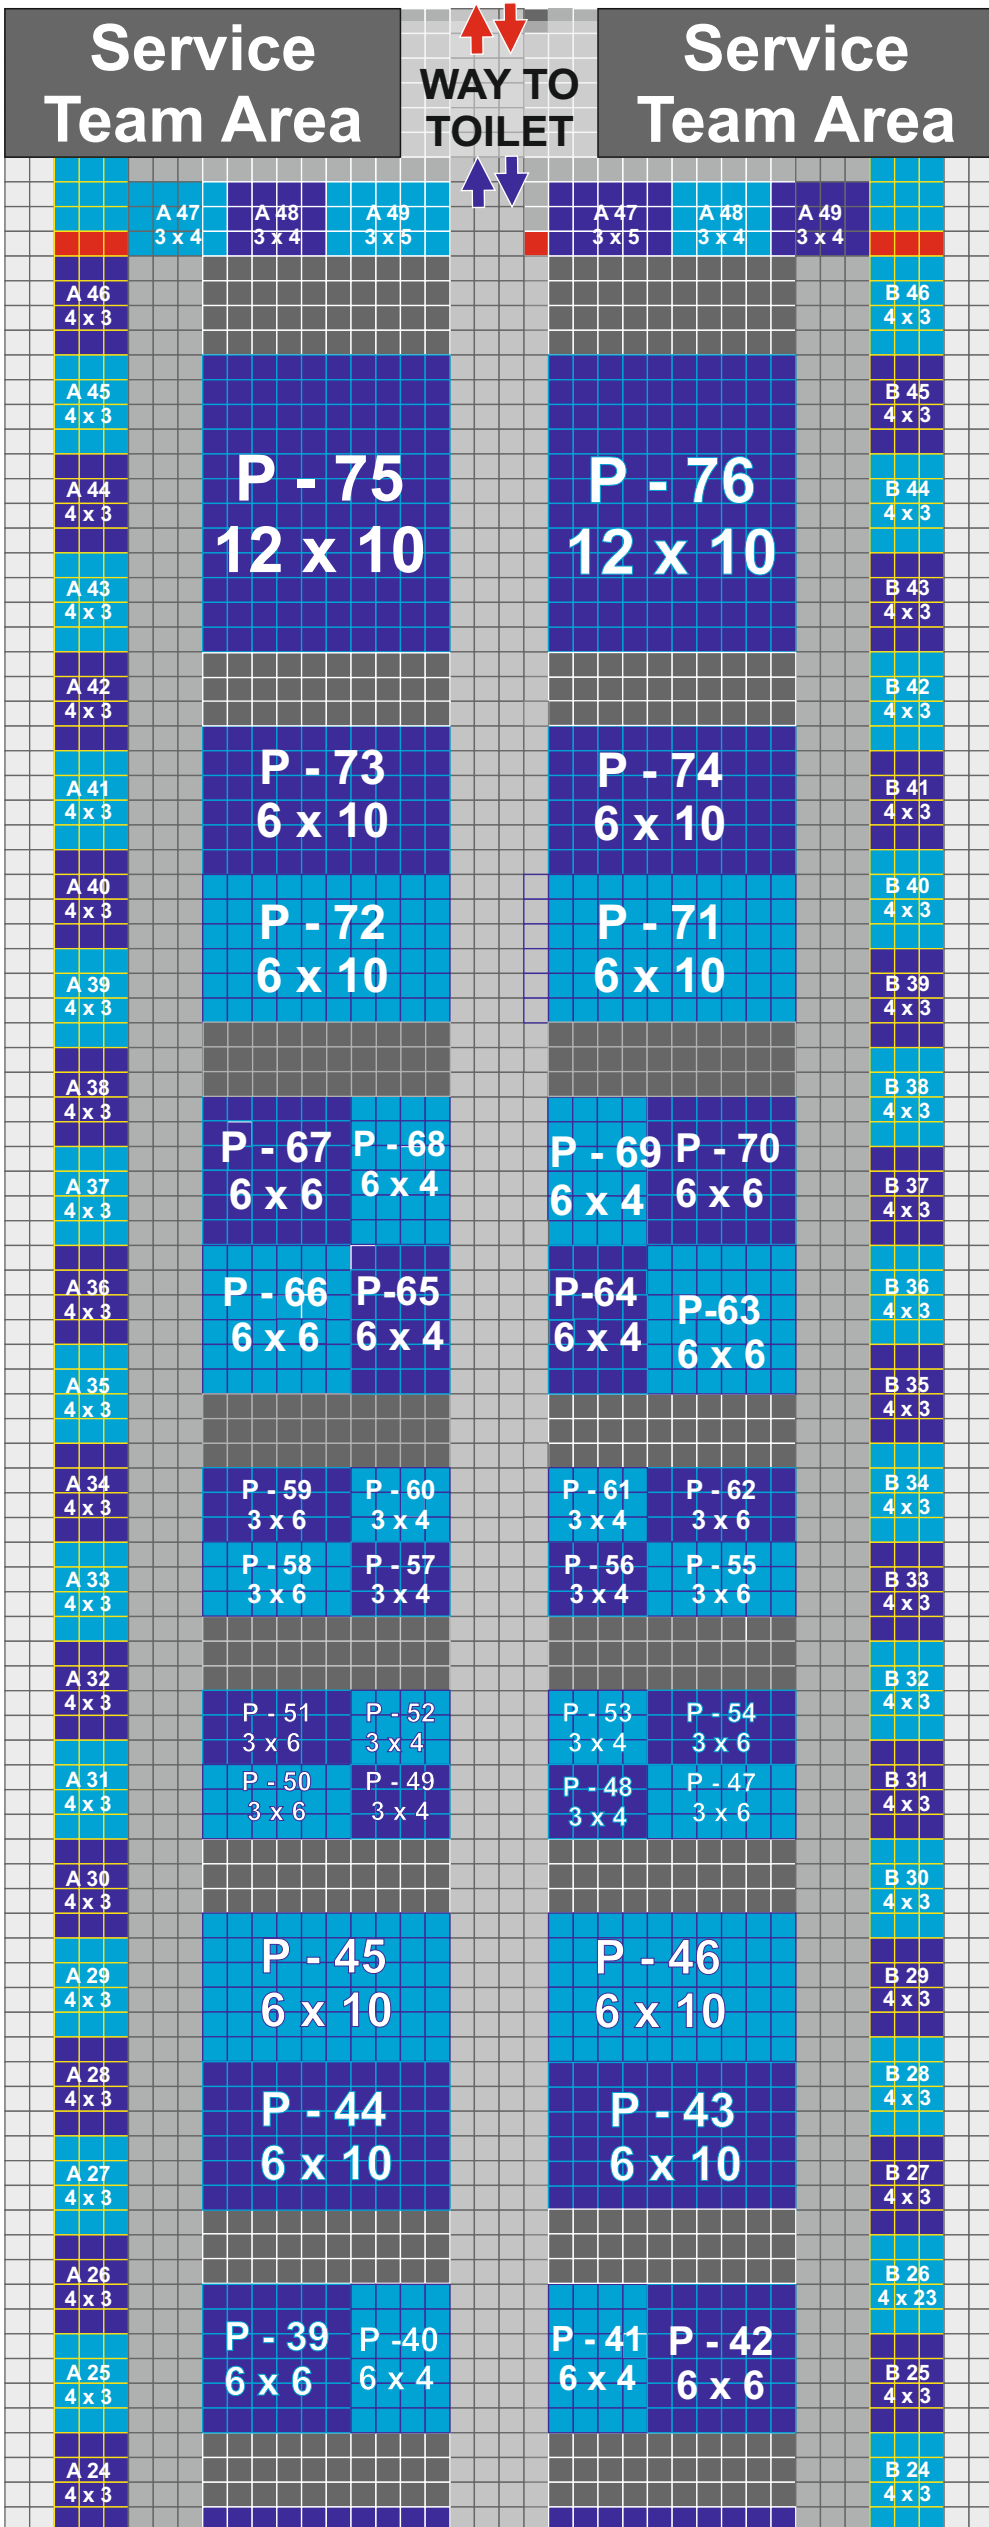 Service
Team Area
WAY TO
TOILET
Service
Team Area
A 47
3 x 4
A 48
3 x 4
A 49
3 x 5
A 47
3 x 5
A 48
3 x 4
A 49
3 x 4
A 46
4 x 3
B 46
4 x 3
A 45
4 x 3
B 45
4 x 3
P - 75
12 x 10
P - 76
12 x 10
A 44
4 x 3
B 44
4 x 3
A 43
4 x 3
B 43
4 x 3
A 42
4 x 3
B 42
4 x 3
P - 73
6 x 10
P - 74
6 x 10
A 41
4 x 3
B 41
4 x 3
A 40
4 x 3
B 40
4 x 3
P - 72
6 x 10
P - 71
6 x 10
A 39
4 x 3
B 39
4 x 3
A 38
4 x 3
B 38
4 x 3
P - 67
6 x 6
P - 68
6 x 4
P - 69
6 x 4
P - 70
6 x 6
A 37
4 x 3
B 37
4 x 3
A 36
4 x 3
P - 66
6 x 6
P-65
6 x 4
P-64
6 x 4
P-63
6 x 6
B 36
4 x 3
A 35
4 x 3
B 35
4 x 3
A 34
4 x 3
P - 59
3 x 6
P - 60
3 x 4
P - 61
3 x 4
P - 62
3 x 6
B 34
4 x 3
A 33
4 x 3
P - 58
3 x 6
P - 57
3 x 4
P - 56
3 x 4
P - 55
3 x 6
B 33
4 x 3
A 32
4 x 3
B 32
4 x 3
P - 51
3 x 6
P - 52
3 x 4
P - 53
3 x 4
P - 54
3 x 6
A 31
4 x 3
P - 50
3 x 6
P - 49
3 x 4
P - 48
3 x 4
P - 47
3 x 6
B 31
4 x 3
A 30
4 x 3
B 30
4 x 3
P - 45
6 x 10
P - 46
6 x 10
A 29
4 x 3
B 29
4 x 3
A 28
4 x 3
B 28
4 x 3
P - 44
6 x 10
P - 43
6 x 10
A 27
4 x 3
B 27
4 x 3
A 26
4 x 3
B 26
4 x 23
P - 39
6 x 6
P -40
6 x 4
P - 41
6 x 4
P - 42
6 x 6
A 25
4 x 3
B 25
4 x 3
A 24
4 x 3
B 24
4 x 3